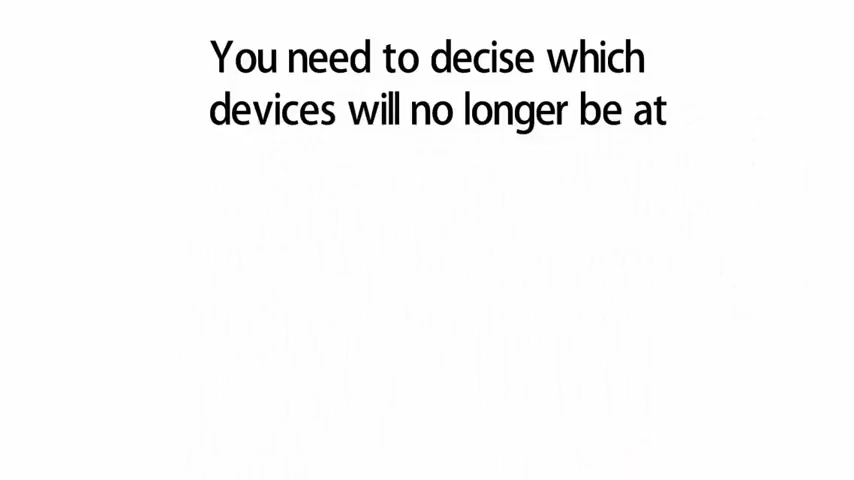 You need to decise which
devices will no longer be at